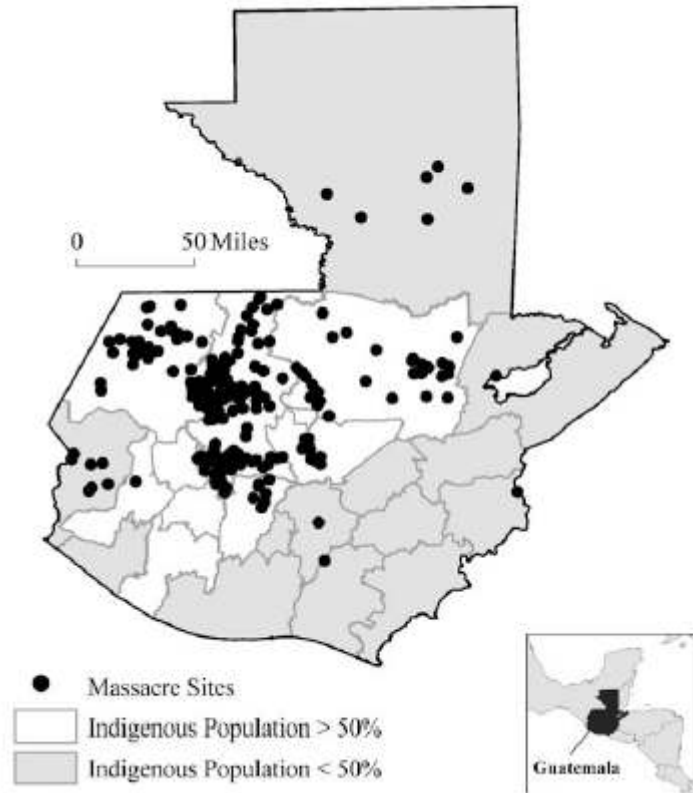 0 50 Miles
Massacre Sites
Indigenous Population > 50%
Indigenous Population < 50%
Guatemala